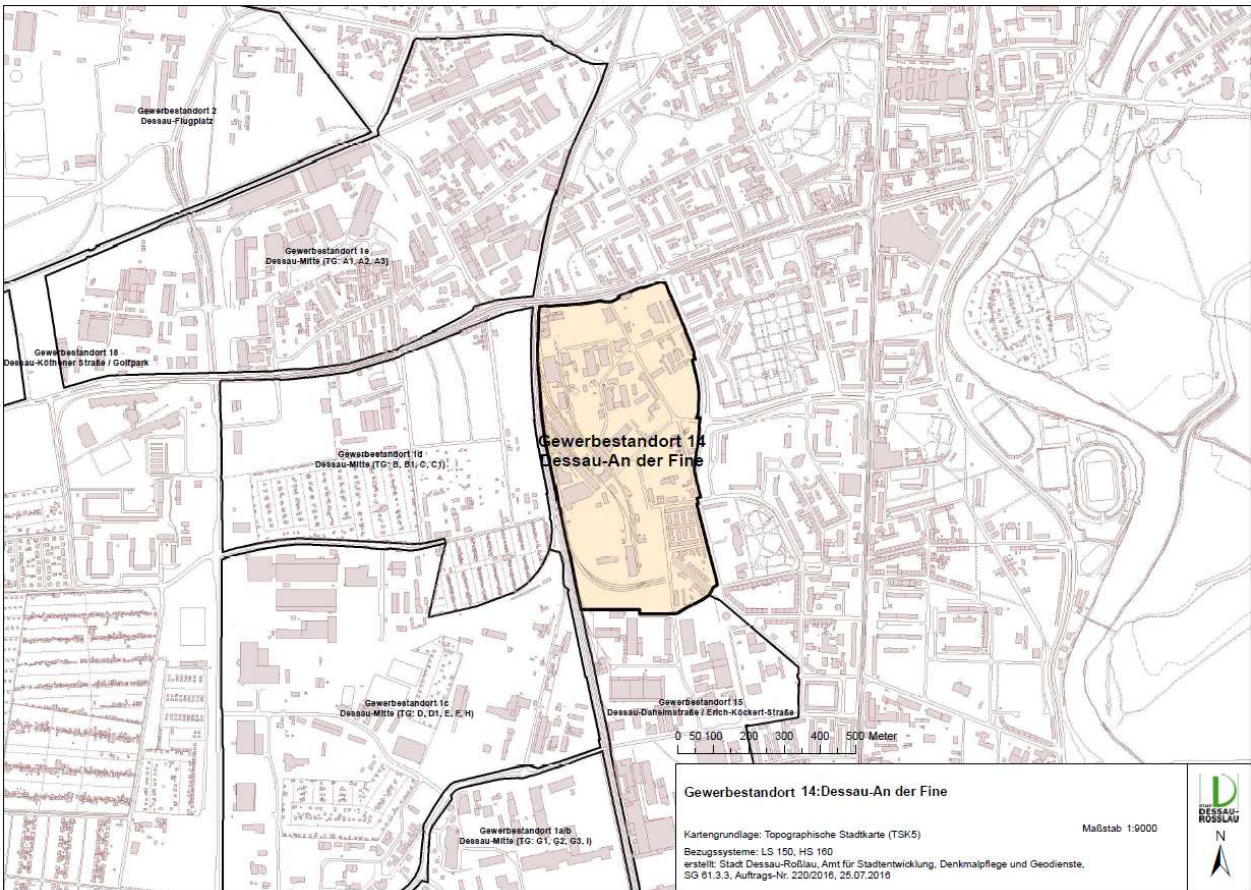 Gewerbestandort 2
Dessau-Flugplatz
Gewerbestandort 1e
Dessau-Mitte (TG: A1, A2, A3)
Gewerbestandort 18
Dessau-Köthener Straße / Golfpark
Gewerbestandort 14
Dessau-An der Fine
Gewerbestandort 1d
Dessau-Mitte (TG: B, B1, C, C1)
Gewerbestandort 1c
Dessau-Mitte (TG: D, D1, E, F, H)
Gewerbestandort 15
Dessau-Daheimstraße / Erich-Köckert-Straße
0 50 100 200 300 400 500 Meter
Gewerbestandort 1a/b
Dessau-Mitte (TG: G1, G2, G3, I)
Gewerbestandort 14:Dessau-An der Fine
Kartengrundlage: Topographische Stadtkarte (TSK5)
Maßstab 1:9000
Bezugssysteme: LS 150, HS 160
erstellt: Stadt Dessau-Roßlau, Amt für Stadtentwicklung, Denkmalpflege und Geodienste,
SG 61.3.3, Auftrags-Nr. 220/2016, 25.07.2016
STADT
DESSAU-
ROSSLAU
N